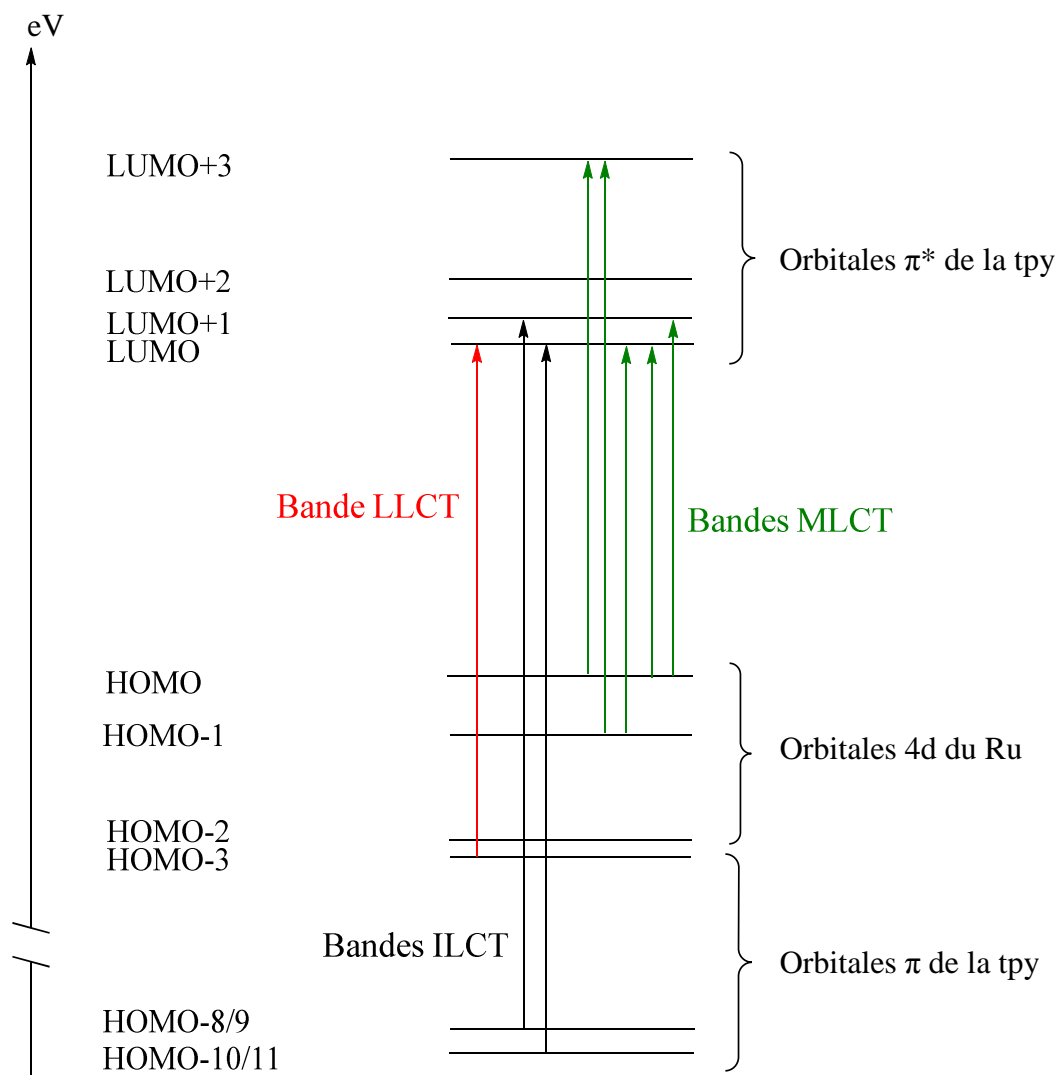 eV
LUMO+3
LUMO+2
Orbitales π* de la tpy
LUMO+1
LUMO
Bande LLCT
Bandes MLCT
HOMO
HOMO-1
Orbitales 4d du Ru
HOMO-2
HOMO-3
Bandes ILCT
Orbitales π de la tpy
HOMO-8/9
HOMO-10/11